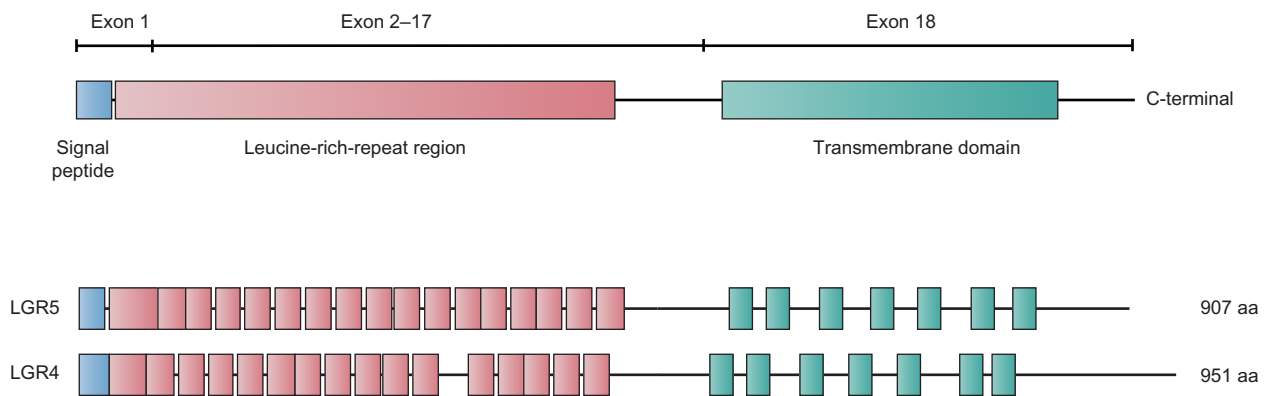 Exon 1 Exon 2–17 Exon 18
C-terminal
Signal
peptide
Leucine-rich-repeat region
Transmembrane domain
LGR5 907 aa
LGR4 951 aa